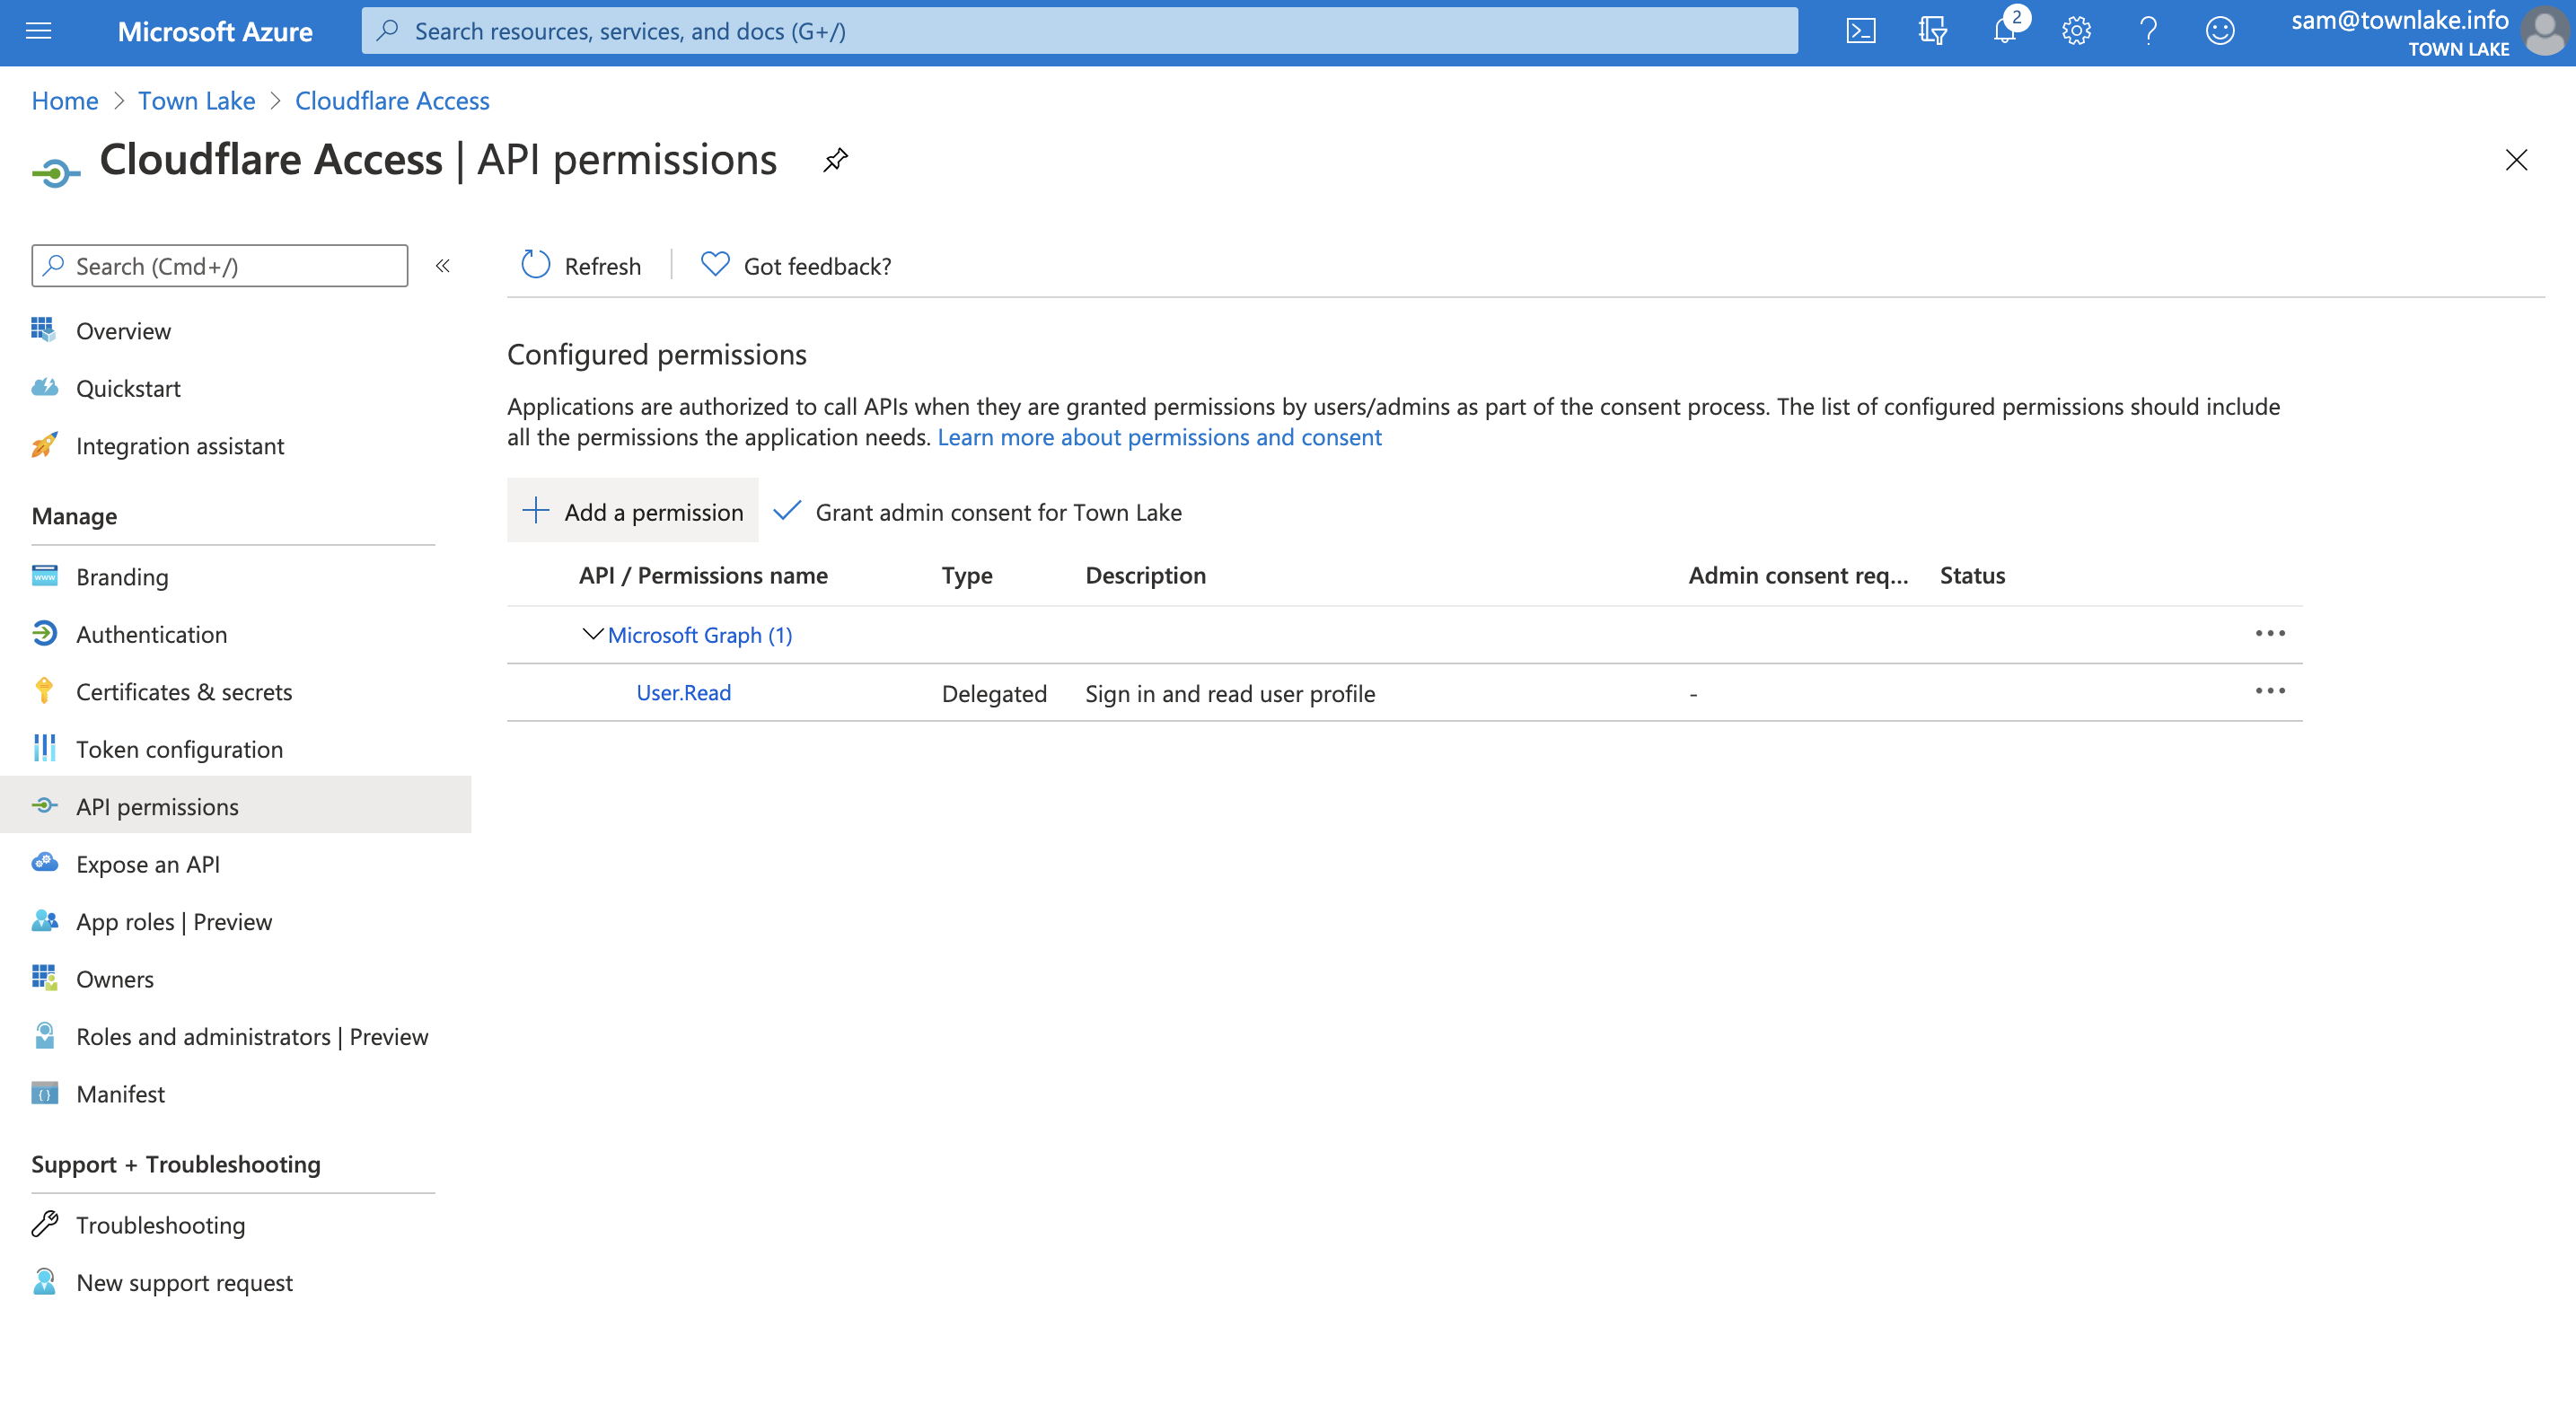 Microsoft Azure
Search resources, services, and docs (G+/)
2
sam@townlake.info
TOWN LAKE
Home > Town Lake > Cloudflare Access
Cloudflare Access | API permissions
Search (Cmd+/)
«
Overview
Quickstart
Integration assistant
Manage
Branding
Authentication
Certificates & secrets
Token configuration
API permissions
Expose an API
App roles | Preview
Owners
Roles and administrators | Preview
Manifest
Support + Troubleshooting
Troubleshooting
New support request
Refresh
Got feedback?
Configured permissions
Applications are authorized to call APIs when they are granted permissions by users/admins as part of the consent process. The list of configured permissions should include
all the permissions the application needs. Learn more about permissions and consent
Add a permission
Grant admin consent for Town Lake
API / Permissions name Type Description Admin consent req... Status
Microsoft Graph (1)
User.Read Delegated Sign in and read user profile -